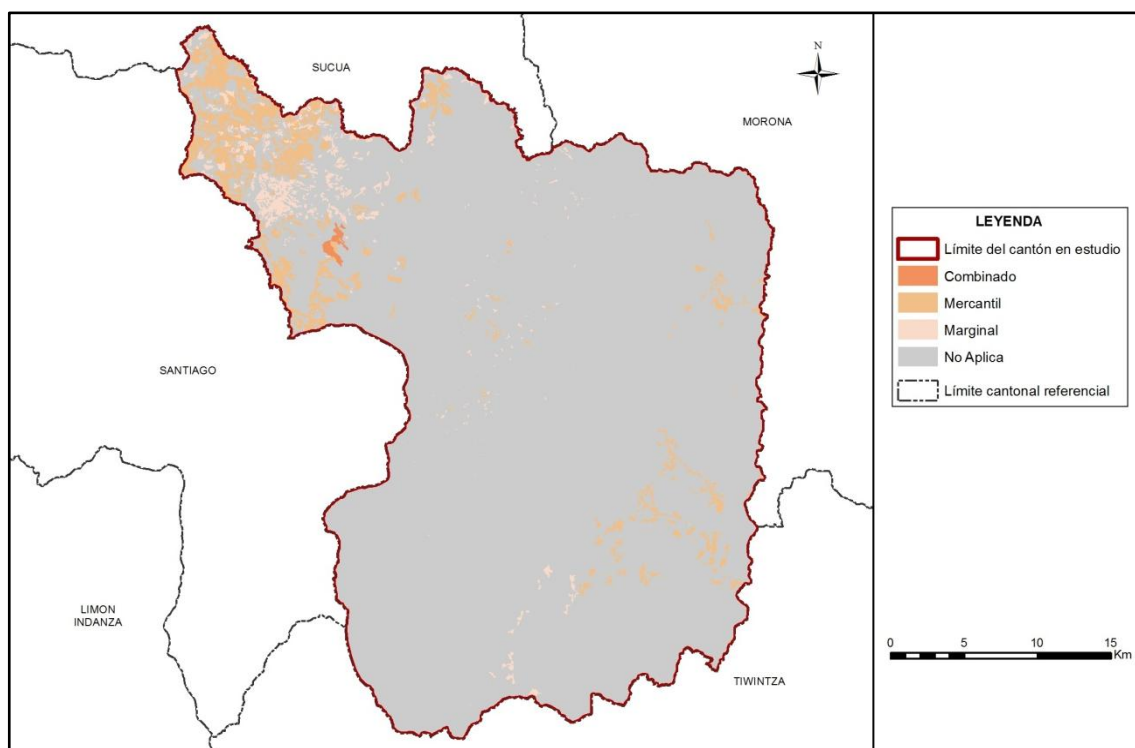 SUCUA
N
MORONA
SANTIAGO
LIMON
INDANZA
TIWINTZA
LEYENDA
Límite del cantón en estudio
Combinado
Mercantil
Marginal
No Aplica
Límite cantonal referencial
0 5 10 15
Km